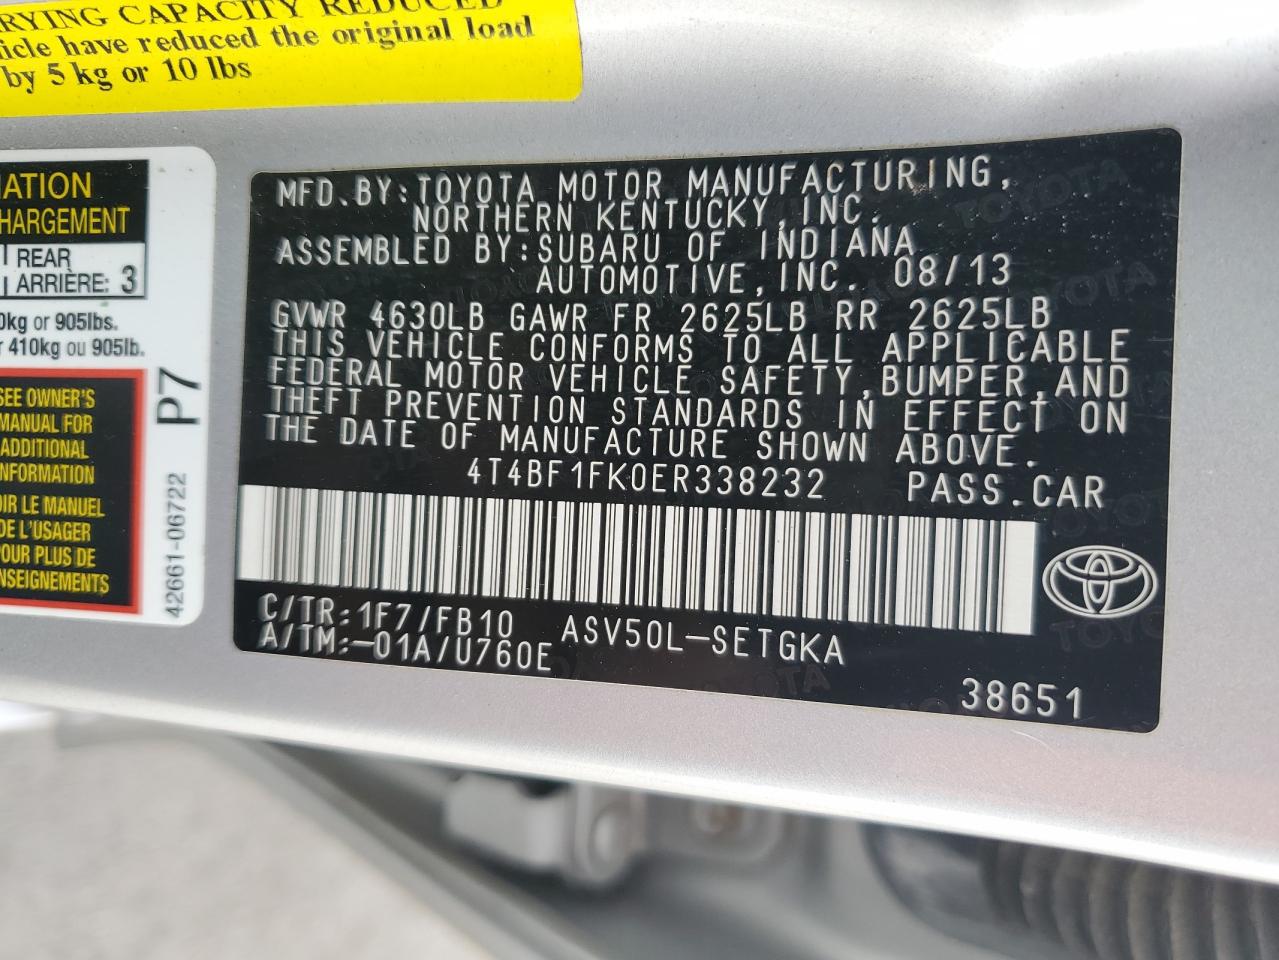 RYING CAPACITY REDUCED
icle have reduced the original load
by 5 kg or 10 lbs
ATION
HARGEMENT
REAR
ARRIÈRE: 3
0kg or 905lbs.
r 410kg ou 905lb.
SEE OWNER'S
MANUAL FOR
ADDITIONAL
NFORMATION
OIR LE MANUEL
DE L'USAGER
POUR PLUS DE
NSEIGNEMENTS
P7
42661-06722
MFD.BY:TOYOTA MOTOR MANUFACTURING,
NORTHERN KENTUCKY,INC.
ASSEMBLED BY:SUBARU OF INDIANA
AUTOMOTIVE,INC. 08/13
GVWR 4630LB GAWR FR 2625LB RR 2625LB
THIS VEHICLE CONFORMS TO ALL APPLICABLE
FEDERAL MOTOR VEHICLE SAFETY,BUMPER,AND
THEFT PREVENTION STANDARDS IN EFFECT ON
THE DATE OF MANUFACTURE SHOWN ABOVE.
4T4BF1FK0ER338232 PASS.CAR
C/TR:1F7/FB10 ASV50L-SETGKA
A/TM:-01A/U760E
38651